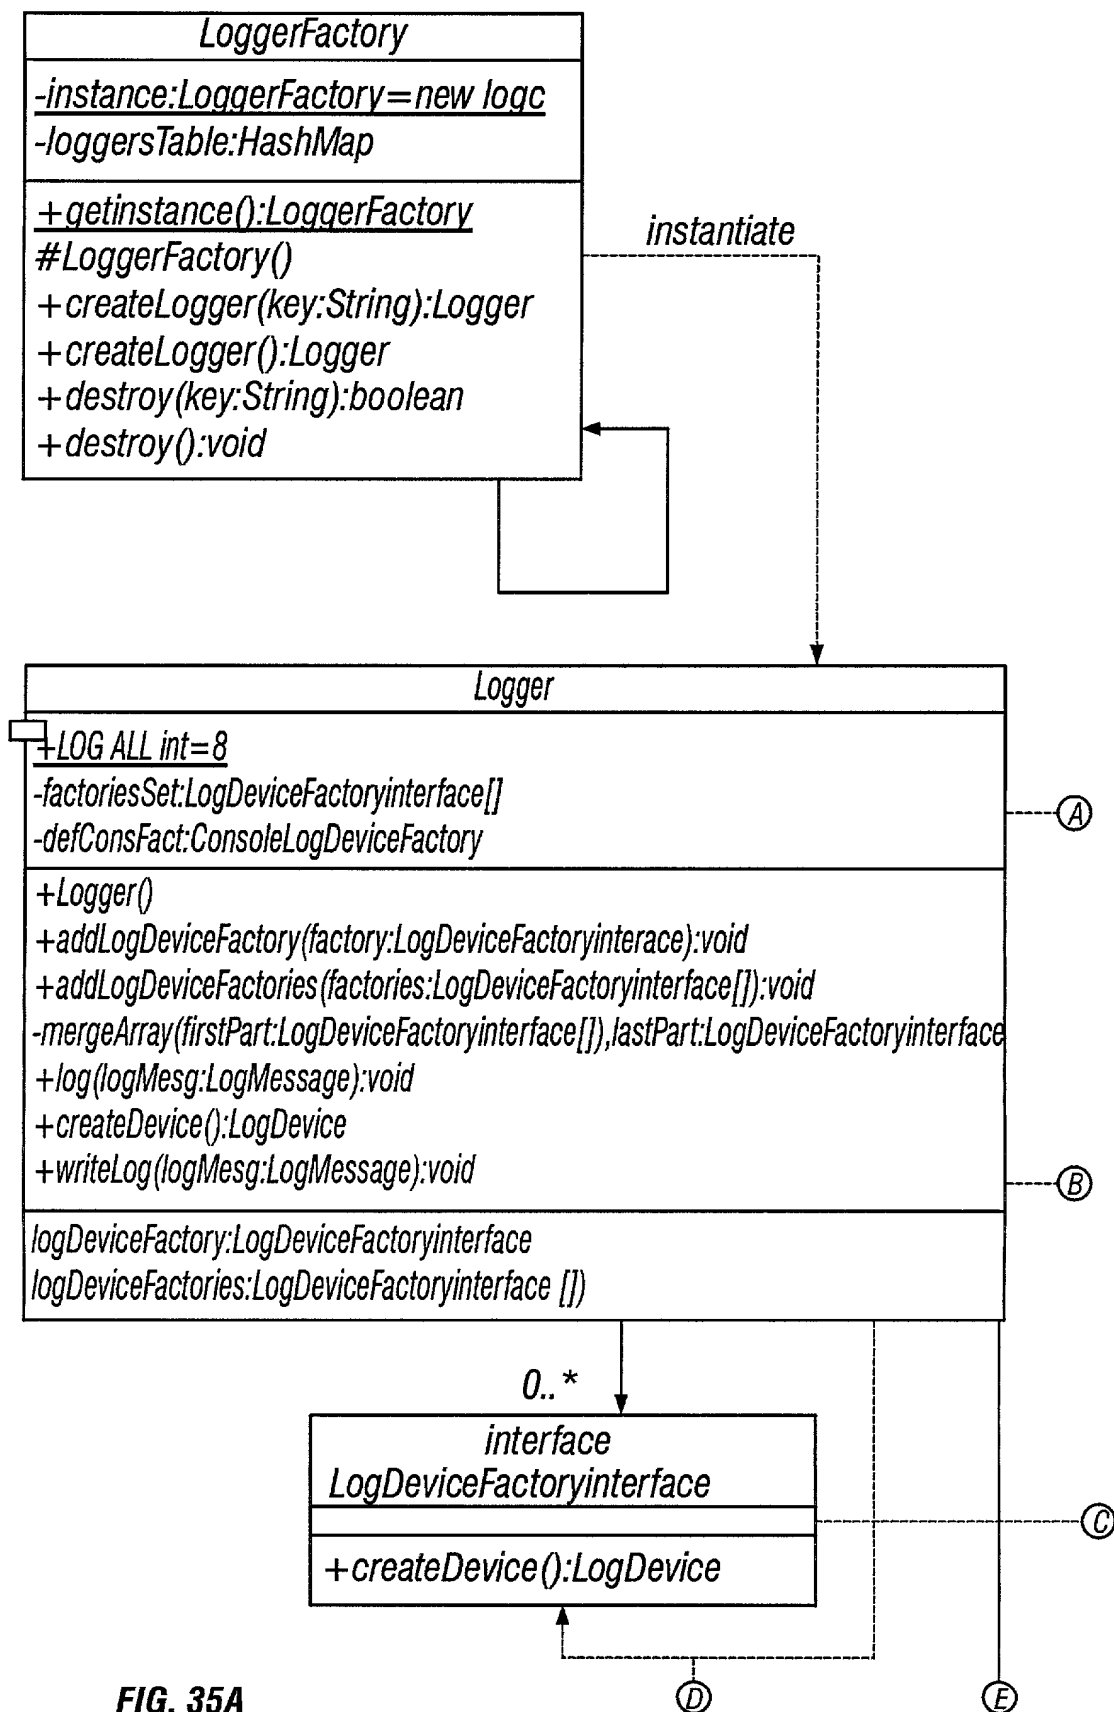 LoggerFactory
-instance:LoggerFactory=new logc
-loggersTable:HashMap
+getinstance():LoggerFactory
#LoggerFactory()
+createLogger(key:String):Logger
+createLogger():Logger
+destroy(key:String):boolean
+destroy():void
instantiate
Logger
+LOG ALL int=8
-factoriesSet:LogDeviceFactoryinterface[]
-defConsFact:ConsoleLogDeviceFactory
A
+Logger()
+addLogDeviceFactory(factory:LogDeviceFactoryinterace):void
+addLogDeviceFactories(factories:LogDeviceFactoryinterface[]):void
-mergeArray(firstPart:LogDeviceFactoryinterface[]),lastPart:LogDeviceFactoryinterface
+log(logMesg:LogMessage):void
+createDevice():LogDevice
+writeLog(logMesg:LogMessage):void
B
logDeviceFactory:LogDeviceFactoryinterface
logDeviceFactories:LogDeviceFactoryinterface [])
0..*
interface
LogDeviceFactoryinterface
C
+createDevice():LogDevice
D
E
FIG. 35A